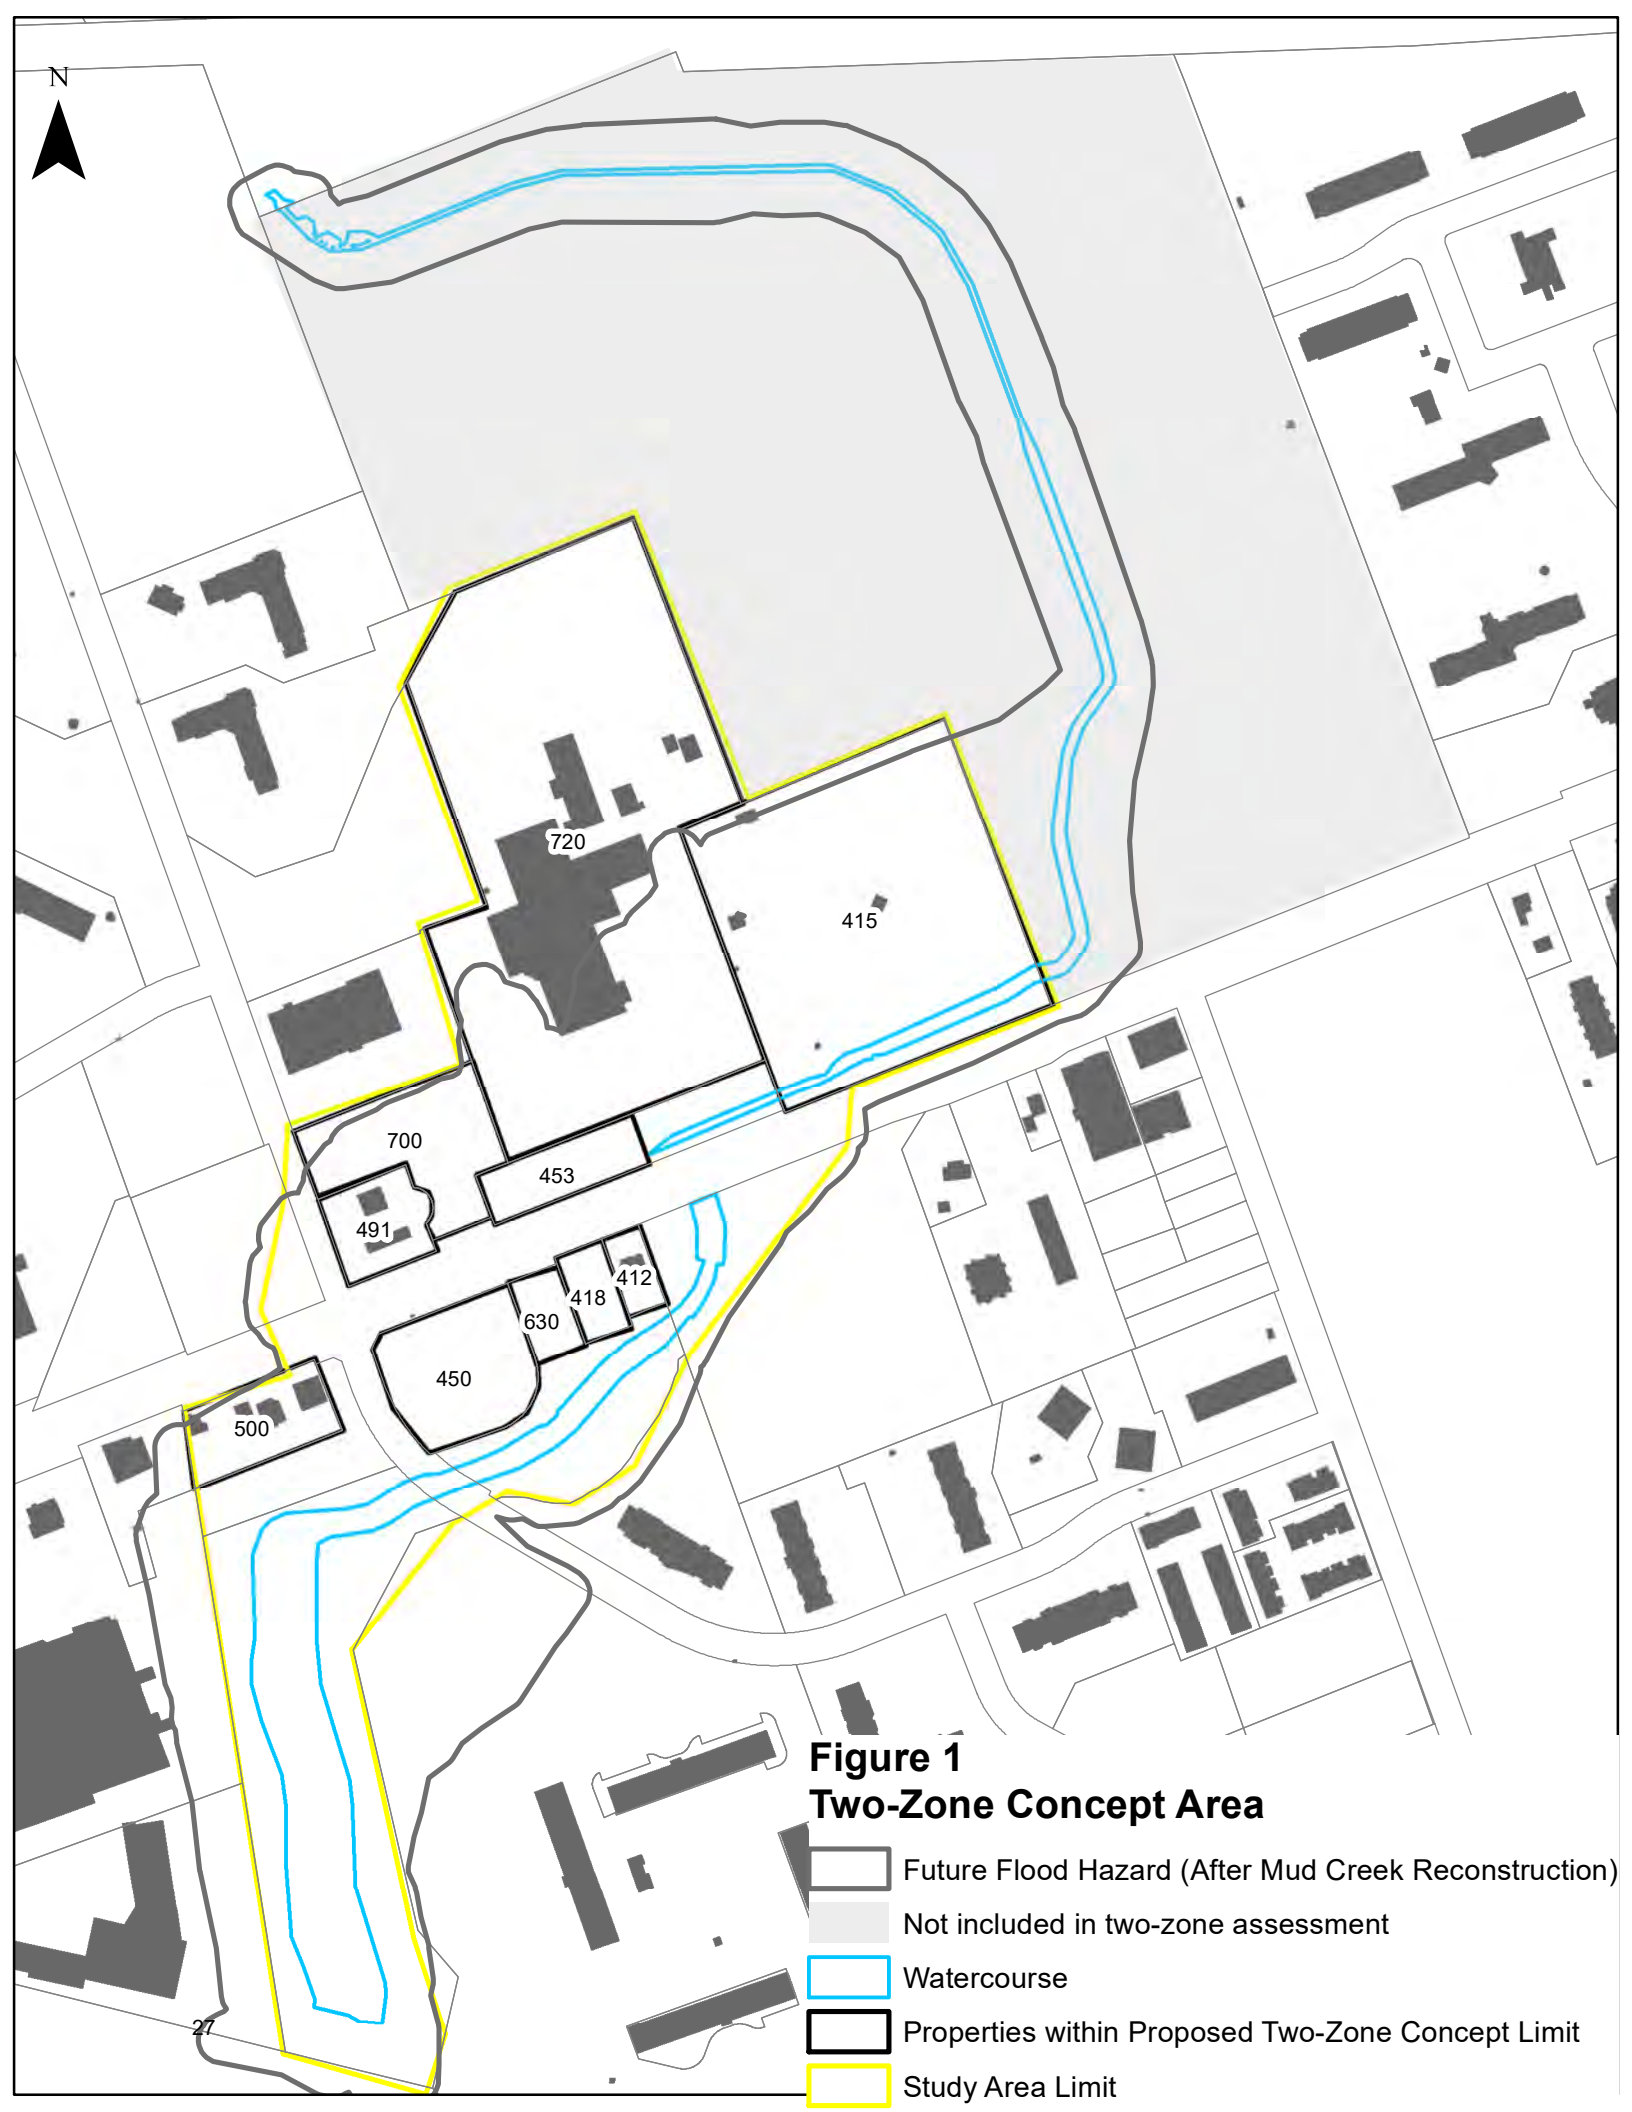 N
720
415
700
453
491
412
418
630
450
500
27
Figure 1
Two-Zone Concept Area
Future Flood Hazard (After Mud Creek Reconstruction)
Not included in two-zone assessment
Watercourse
Properties within Proposed Two-Zone Concept Limit
Study Area Limit